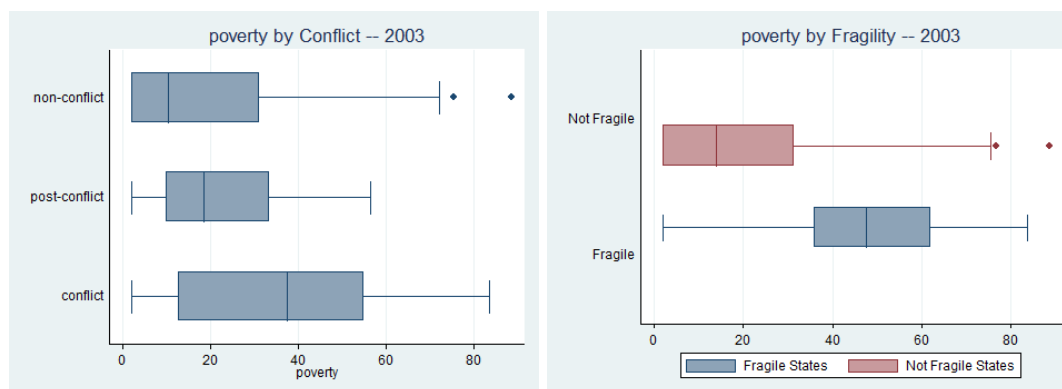 poverty by Conflict -- 2003
non-conflict
post-conflict
conflict
0 20 40 60 80
poverty
poverty by Fragility -- 2003
Not Fragile
Fragile
0 20 40 60 80
Fragile States Not Fragile States